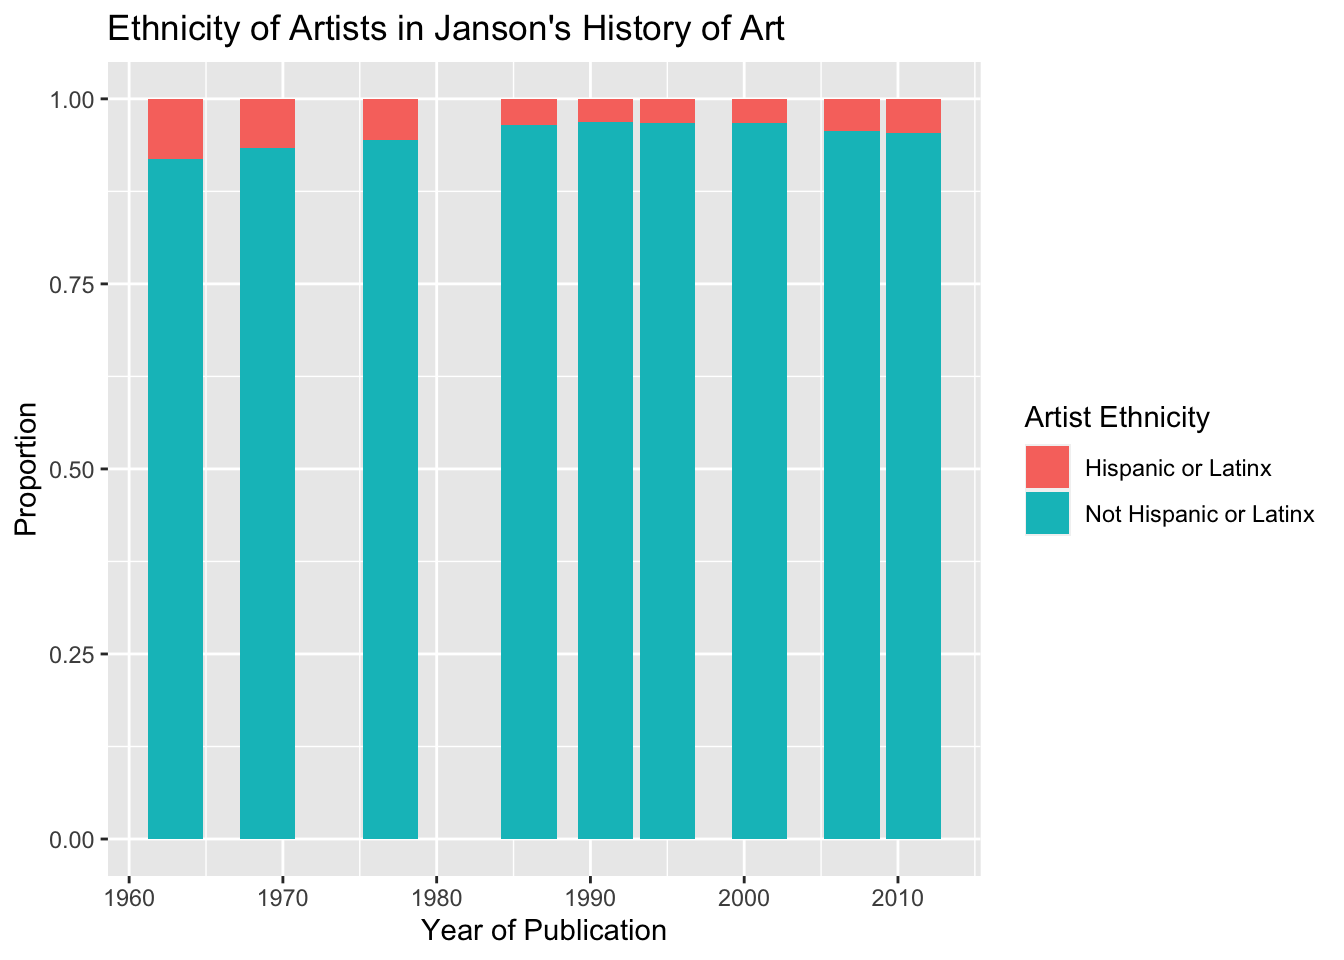 Ethnicity of Artists in Janson's History of Art
1.00
0.75
0.50
0.25
0.00
Proportion
1960 1970 1980 1990 2000 2010
Year of Publication
Artist Ethnicity
Hispanic or Latinx
Not Hispanic or Latinx